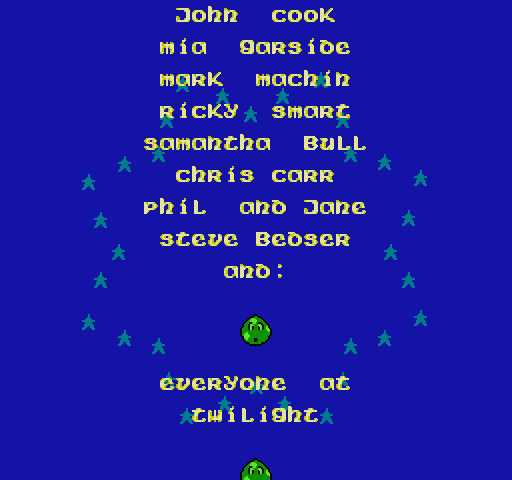 John cook
mia garside
mark machin
ricky smart
samantha Bull
chris carr
phil and Jane
steve Bedser
and:
everyone at
twilight